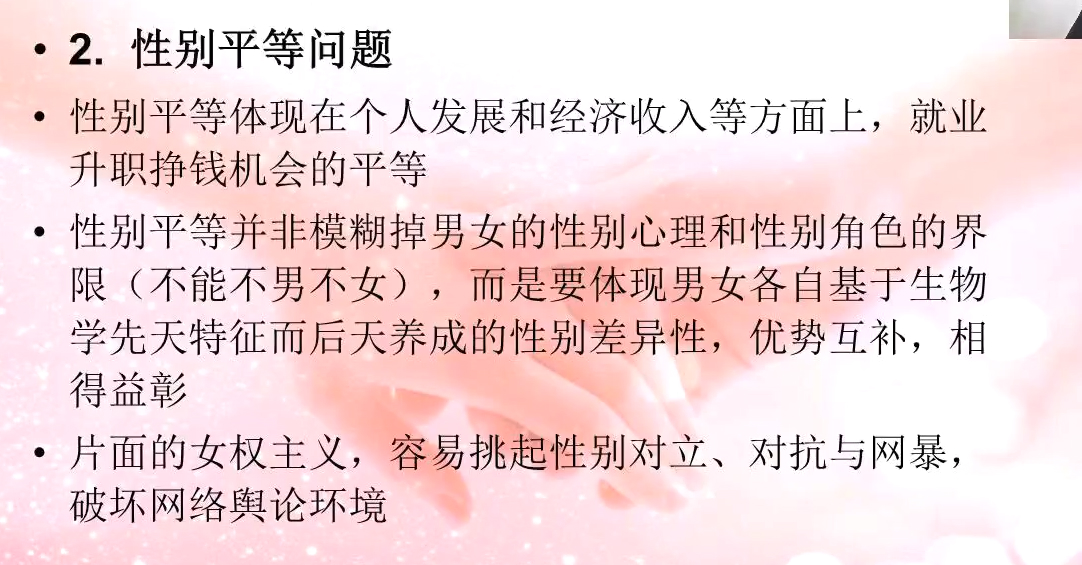 • 2. 性别平等问题
• 性别平等体现在个人发展和经济收入等方面上，就业
升职挣钱机会的平等
• 性别平等并非模糊掉男女的性别心理和性别角色的界
限（不能不男不女），而是要体现男女各自基于生物
学先天特征而后天养成的性别差异性，优势互补，相
得益彰
• 片面的女权主义，容易挑起性别对立、对抗与网暴，
破坏网络舆论环境